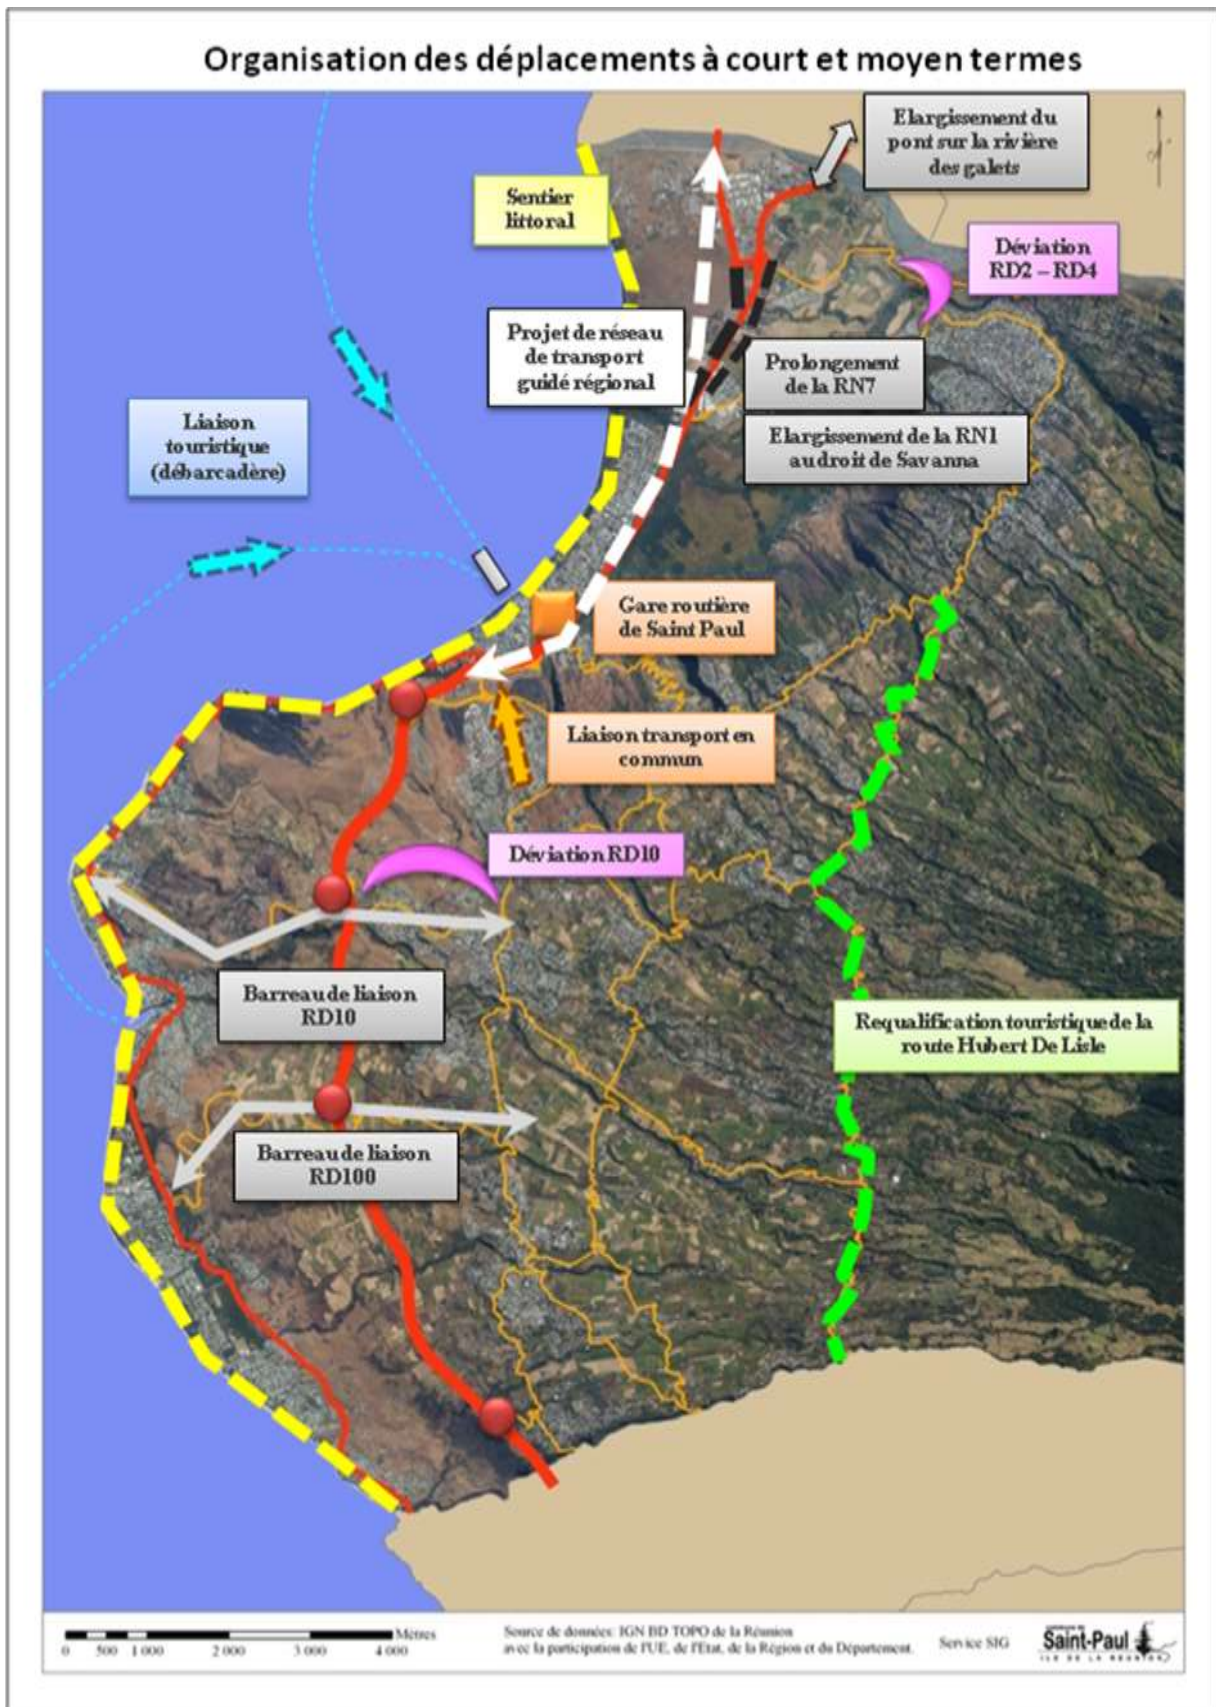 Organisation des déplacements à court et moyen termes
Elargissement du
pont sur la rivière
des galets
Sentier
littoral
Déviation
RD2 – RD4
Projet de réseau
de transport
guidé régional
Prolongement
de la RN7
Liaison
touristique
(débarcadère)
Elargissement de la RN1
au droit de Savanna
Gare routière
de Saint Paul
Liaison transport en
commun
Déviation RD10
Barreau de liaison
RD10
Requalification touristique de la
route Hubert De Lisle
Barreau de liaison
RD100
Mètres
0 500 1 000 2 000 3 000 4 000
Source de données: IGN BD TOPO de la Réunion
avec la participation de l'UE, de l'Etat, de la Région et du Département.
Service SIG
Saint-Paul
ILE DE LA REUNION